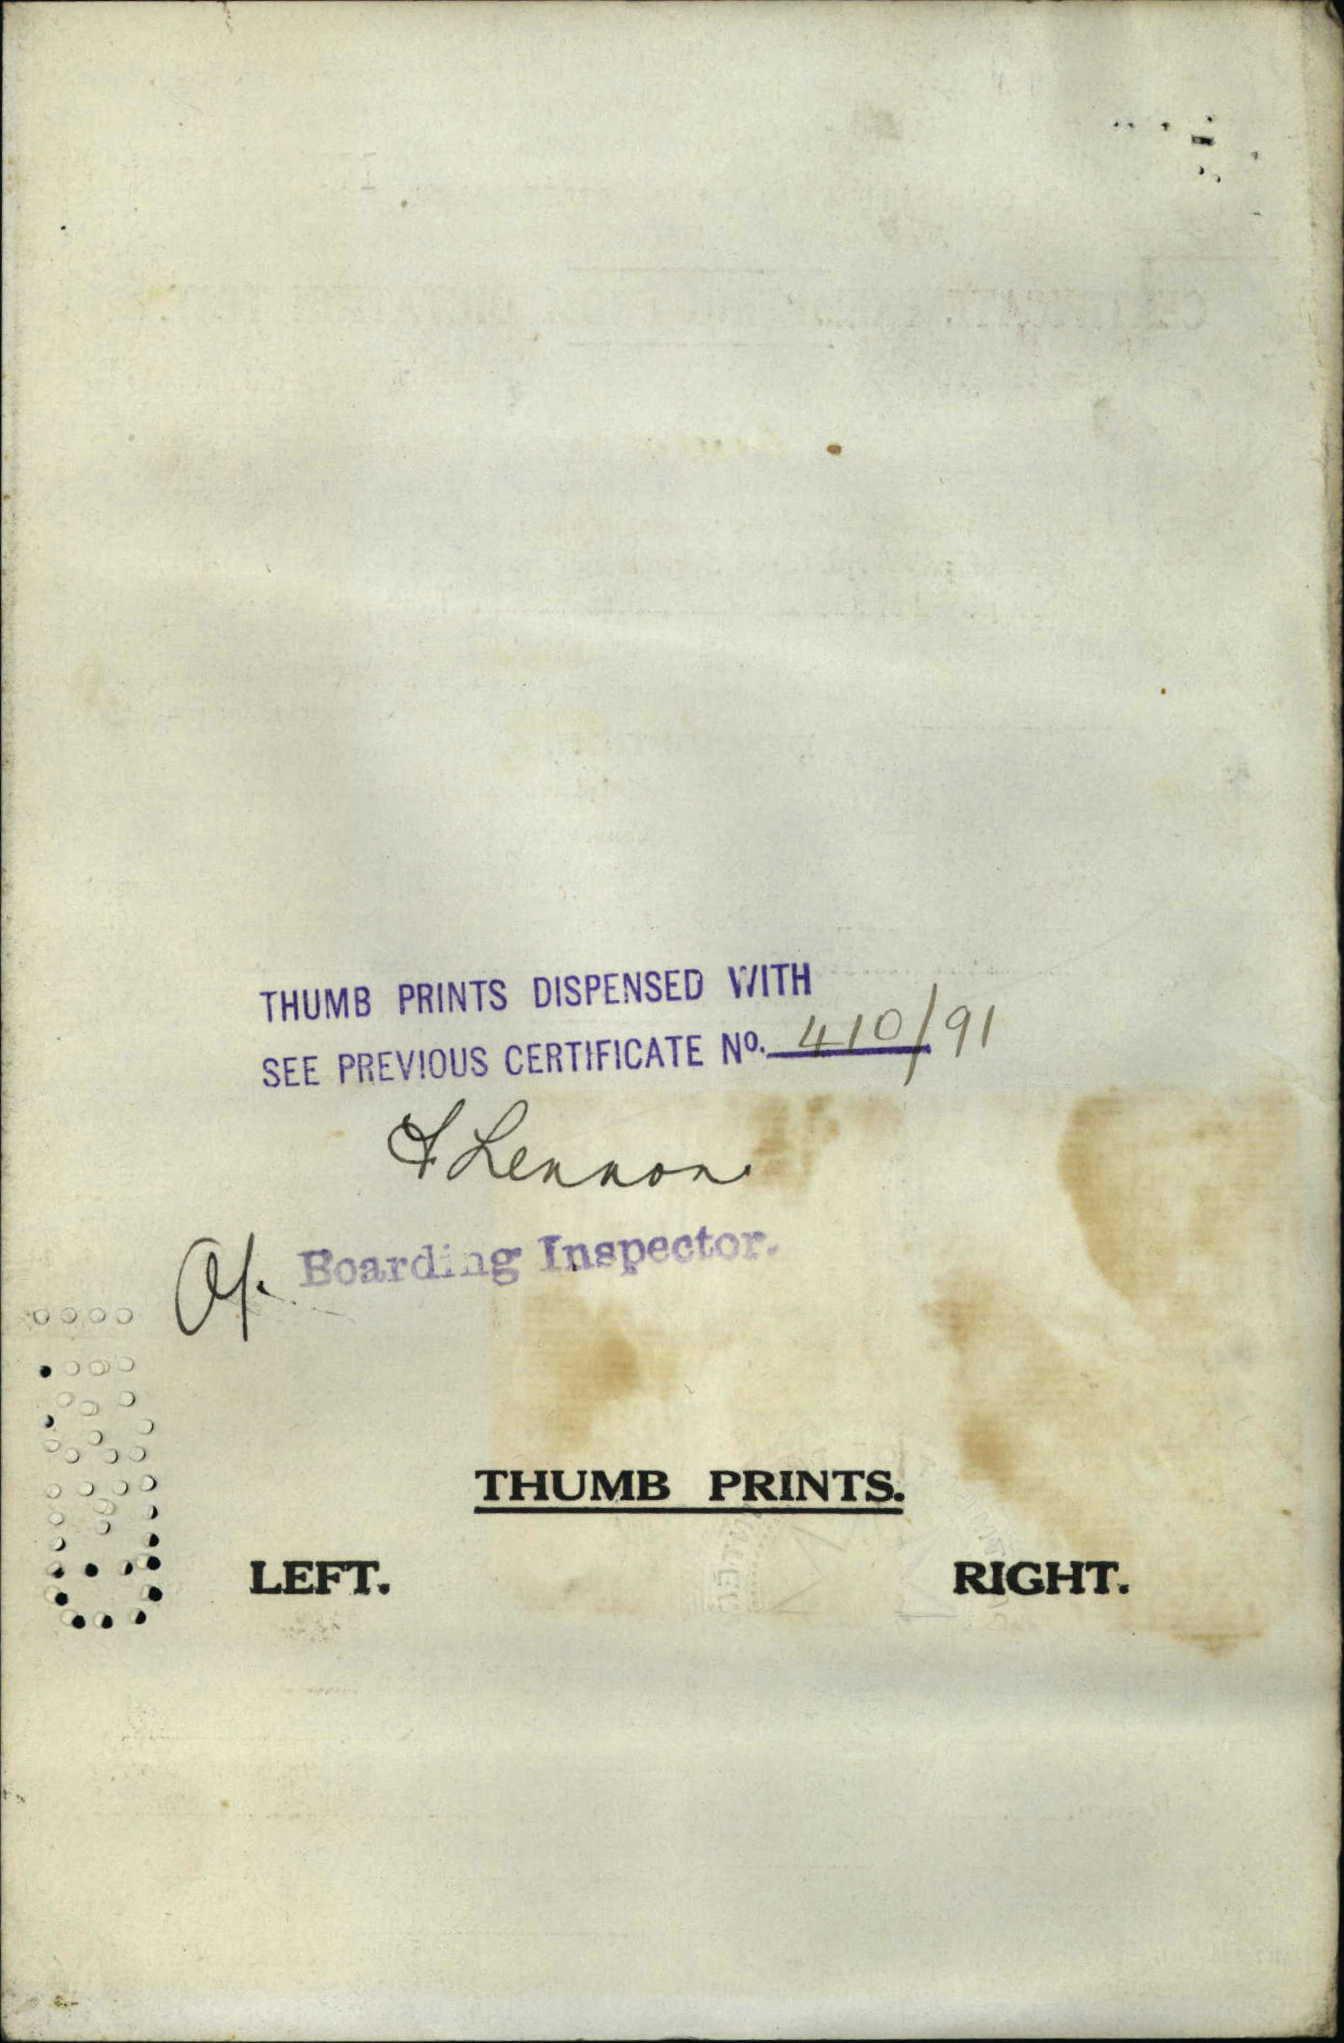 THUMB PRINTS DISPENSED WITH
SEE PREVIOUS CERTIFICATE No. 410/91
F Lennon
A/. Boarding Inspector.
THUMB PRINTS.
LEFT. RIGHT.